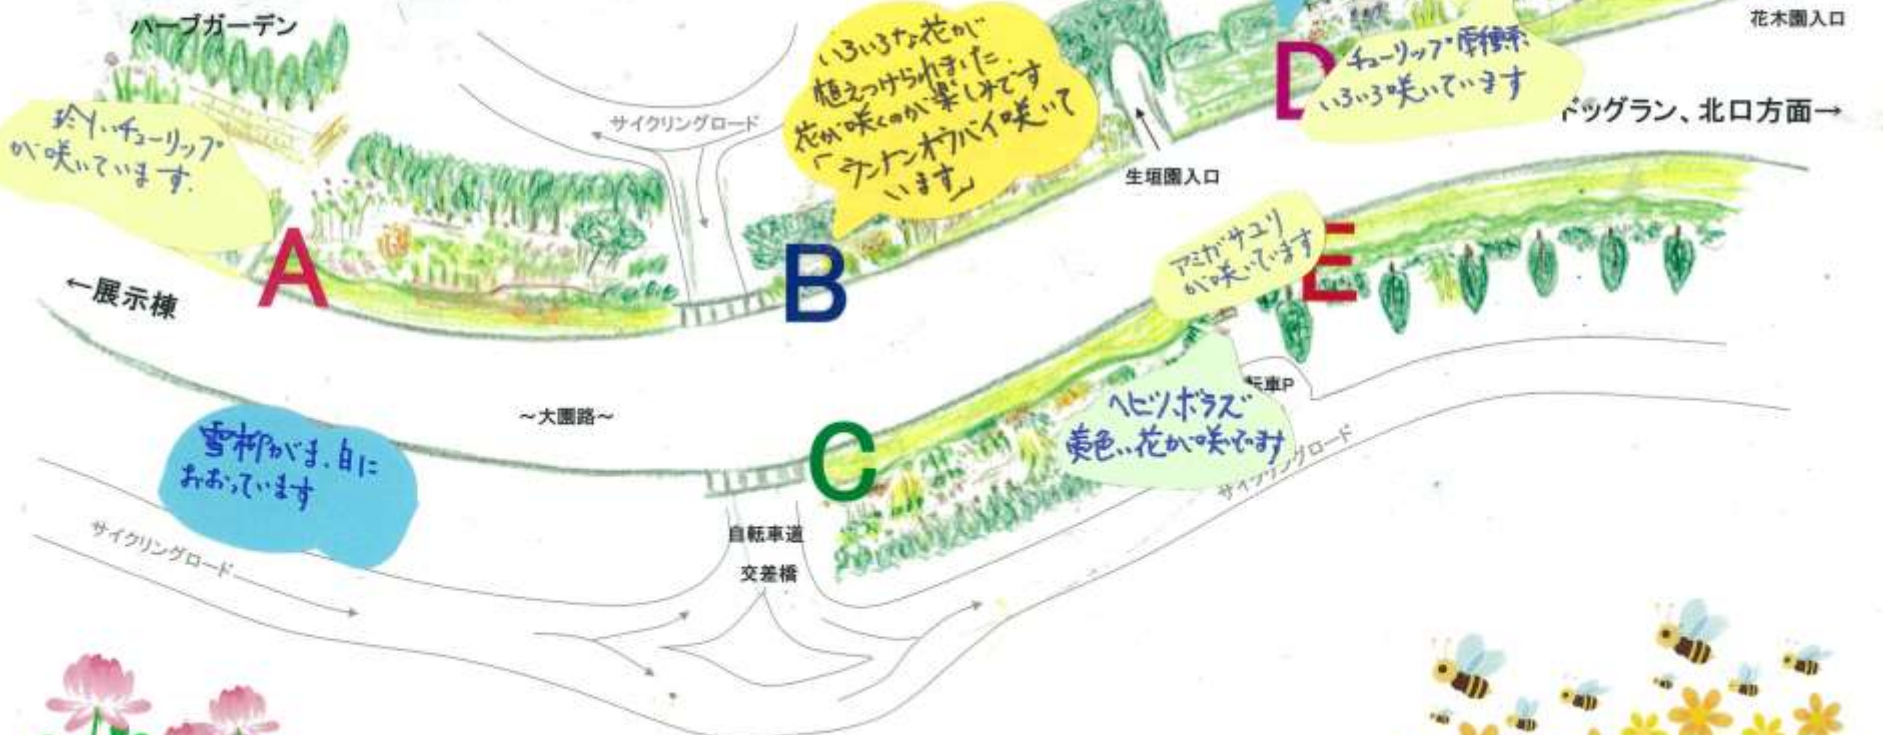 ハーブガーデン
花木園入口
いろいろな花が
植えつけられました
花が咲くのが楽しみです
「ウンナンオウバイ咲いて
います」
チューリップ原種系
いろいろ咲いています
サイクリングロード
ドッグラン、北口方面→
チューリップ
が咲いています.
生垣園入口
A
B
C
D
E
アミガサユリ
が咲いています
←展示棟
～大園路～
転車P
ヘビノボラズ
黄色い花が咲いてます
雪柳がま、白に
おおっています
サイクリングロード
サイクリングロード
自転車道
交差橋